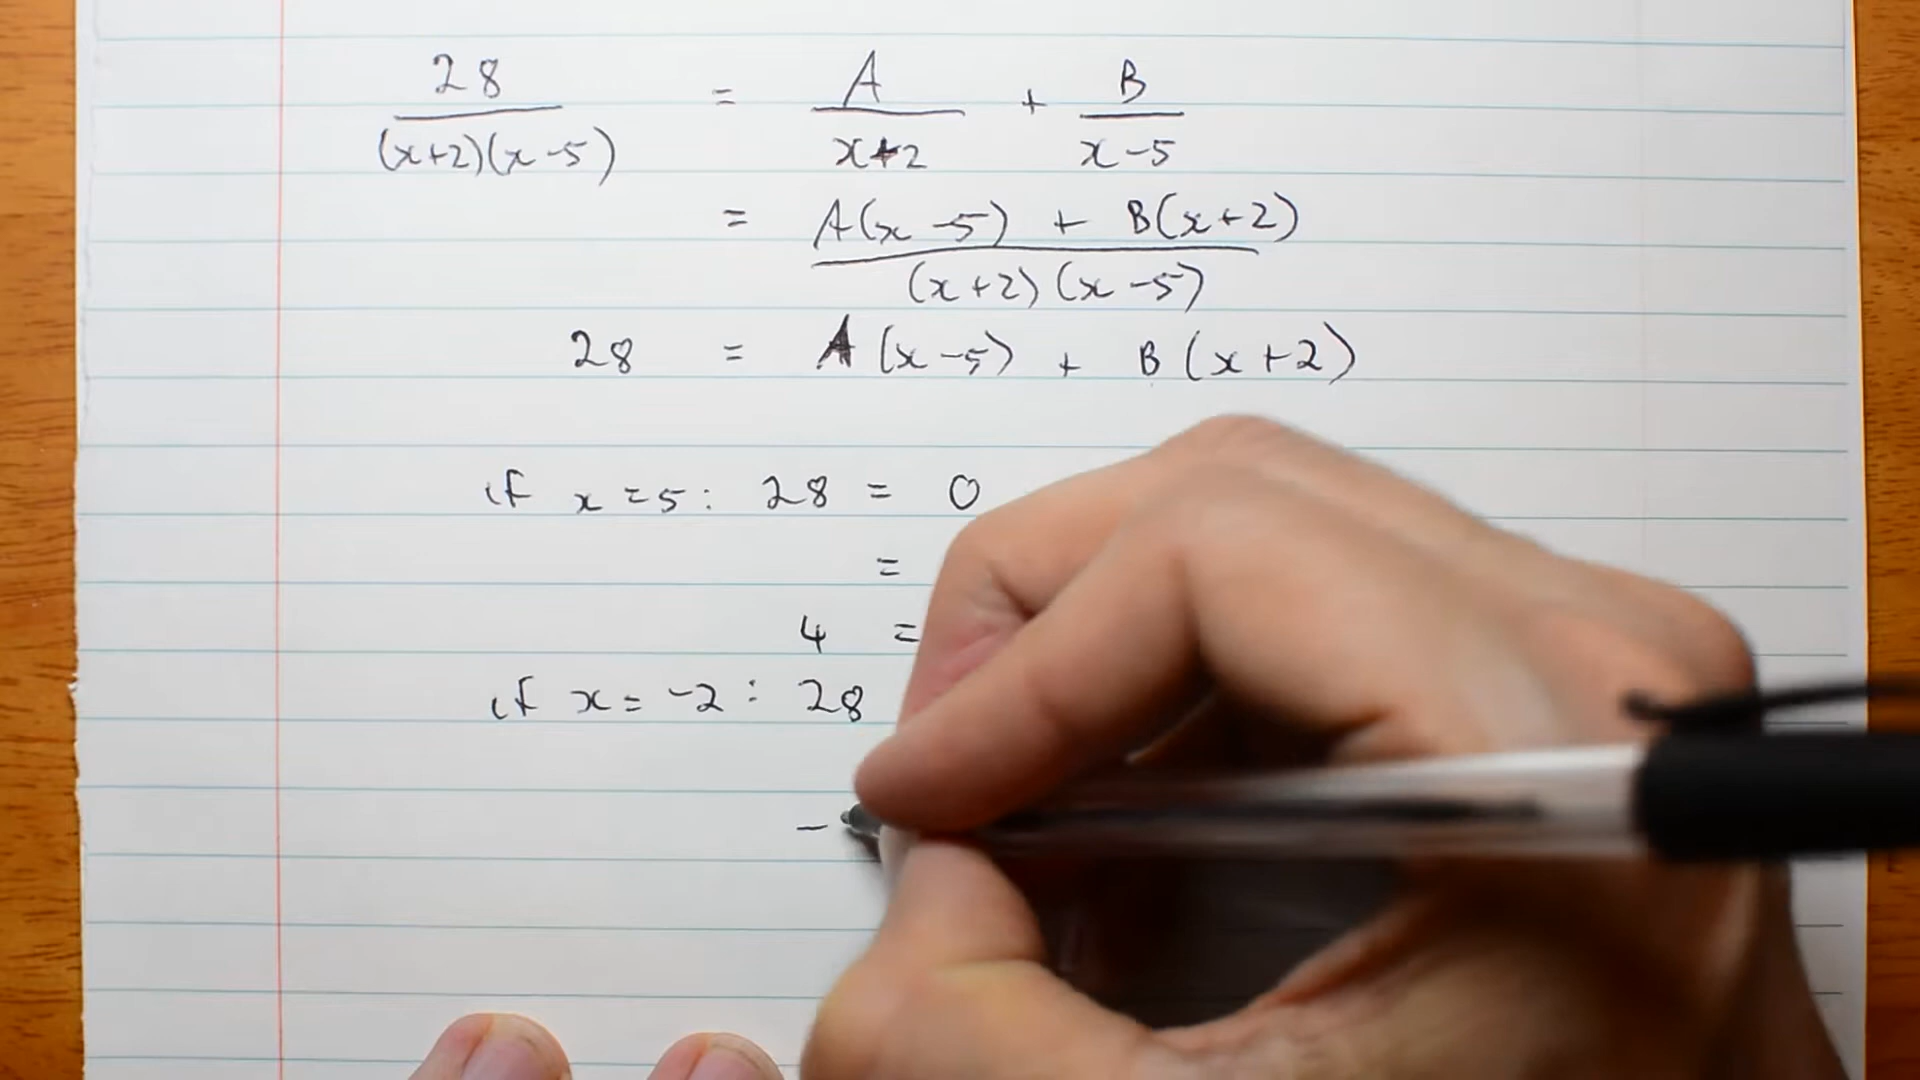 28 = A + B
(x+2)(x-5) x+2 x-5
= A(x-5) + B(x+2)
(x+2)(x-5)
28 = A(x-5) + B(x+2)
if x=5: 28 = 0
=
4 =
if x=-2: 28
-